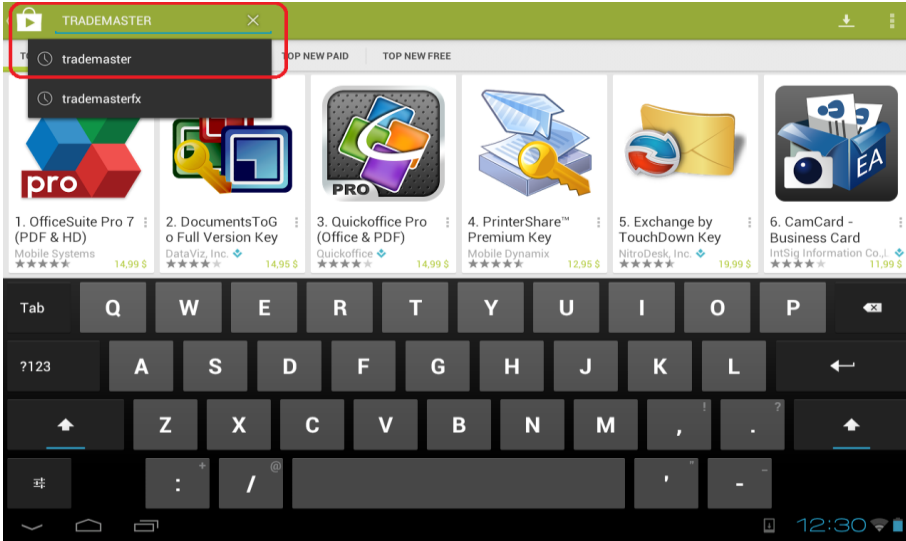 TRADEMASTER
trademaster
trademasterfx
TOP NEW PAID
TOP NEW FREE
pro
PRO
EA
1. OfficeSuite Pro 7
(PDF & HD)
Mobile Systems
14,99 $
2. DocumentsToG
o Full Version Key
DataViz, Inc.
14,95 $
3. Quickoffice Pro
(Office & PDF)
Quickoffice
14,99 $
4. PrinterShare™
Premium Key
Mobile Dynamix
12,95 $
5. Exchange by
TouchDown Key
NitroDesk, Inc.
19,99 $
6. CamCard -
Business Card
IntSig Information Co.,L
11,99 $
Tab Q W E R T Y U I O P
?123 A S D F G H J K L
Z X C V B N M , ! . ?
: + / @ ' " - _
12:30